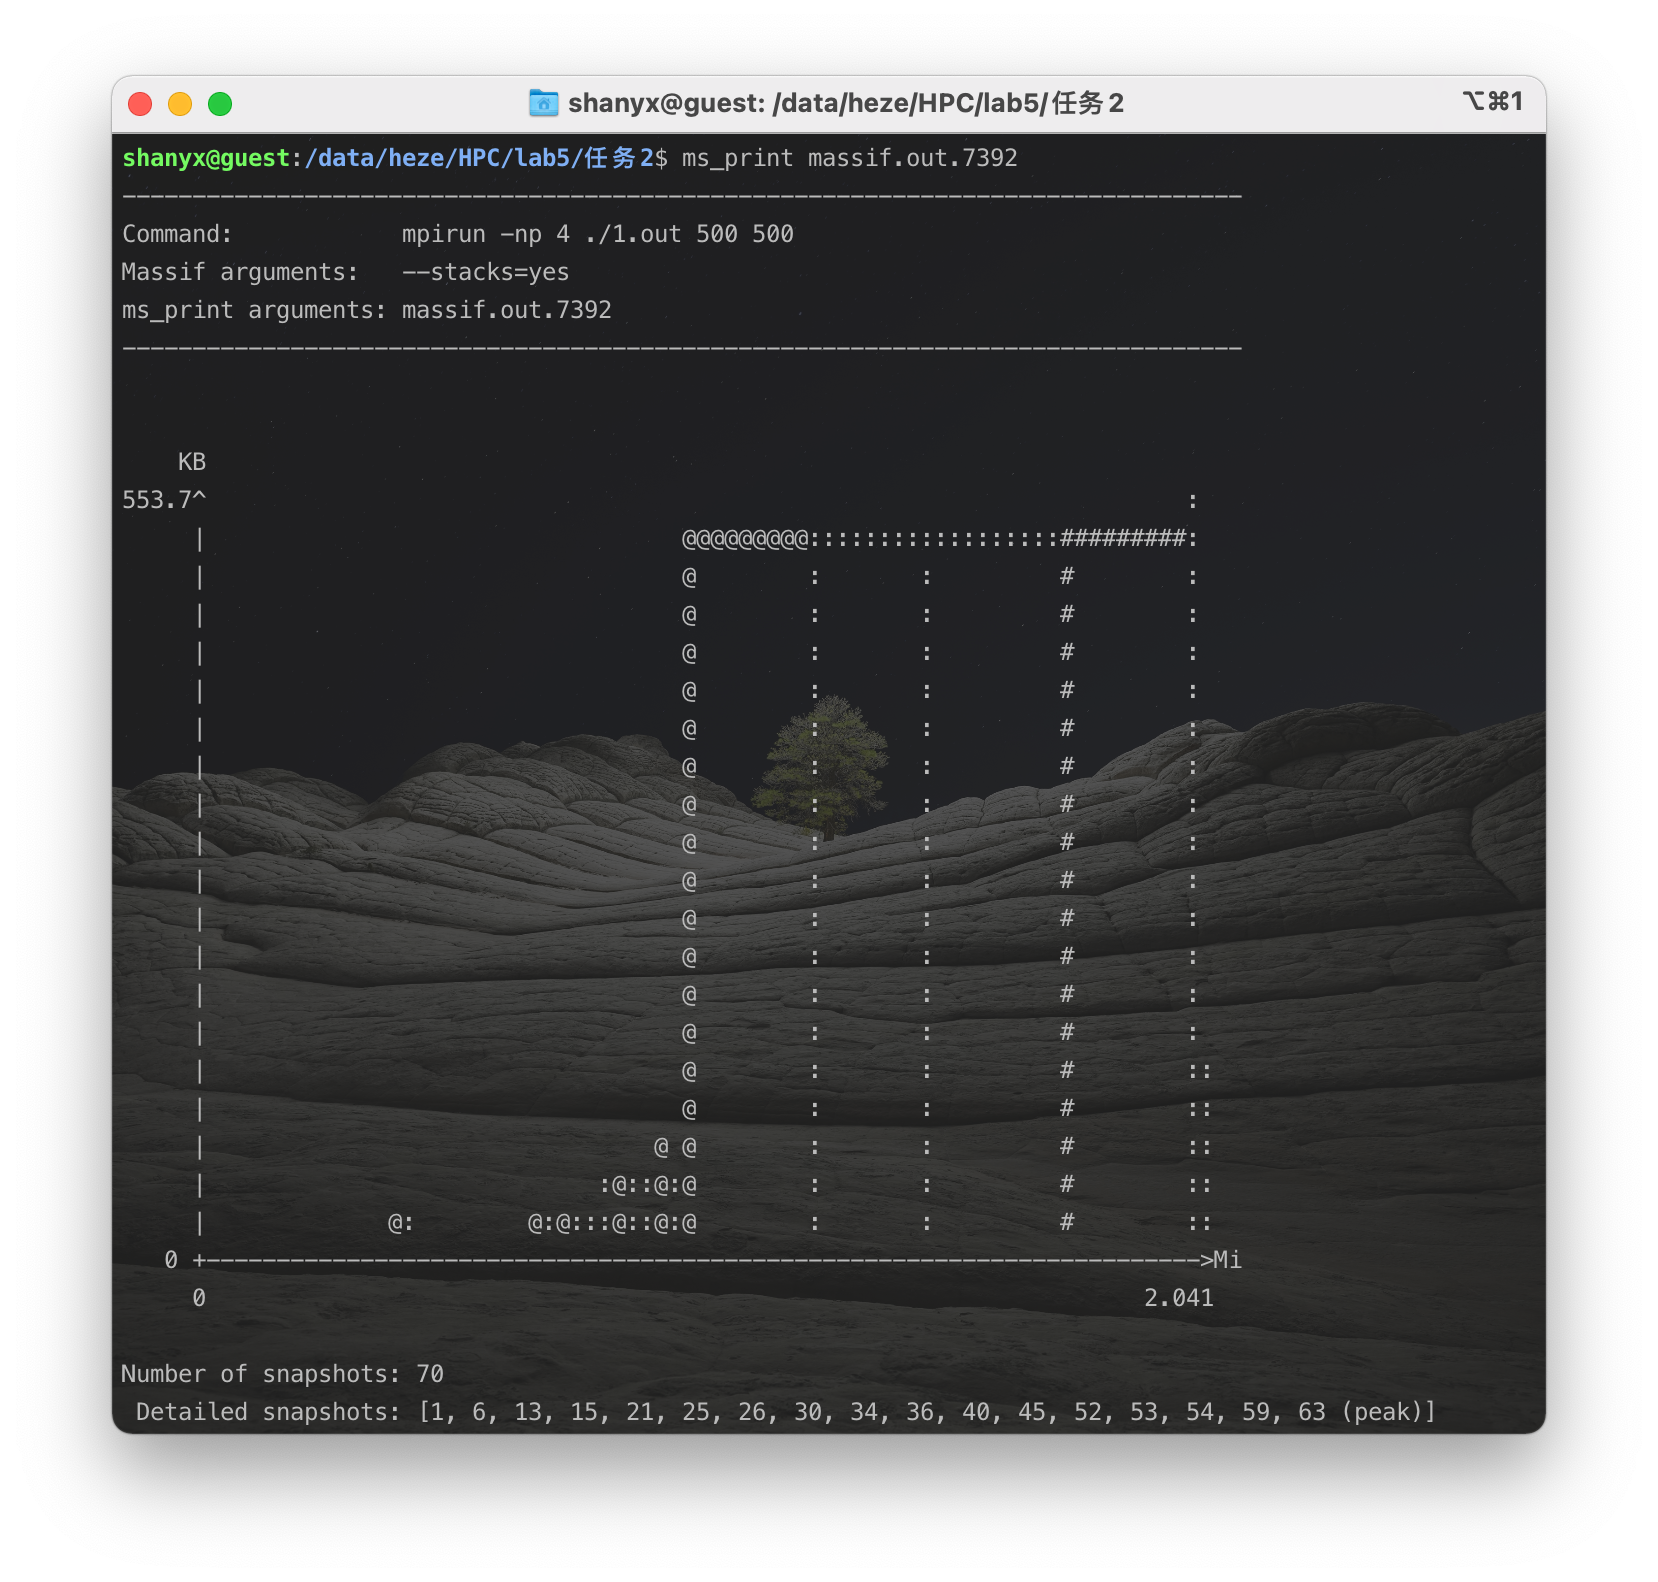 shanyx@guest: /data/heze/HPC/lab5/任务2 ⌥⌘1
shanyx@guest:/data/heze/HPC/lab5/任务2$ ms_print massif.out.7392
--------------------------------------------------------------------------------
Command:            mpirun -np 4 ./1.out 500 500
Massif arguments:   --stacks=yes
ms_print arguments: massif.out.7392
--------------------------------------------------------------------------------
    KB
553.7^                                                                      :
     |                                  @@@@@@@@@::::::::::::::::::#########:
     |                                  @        :       :         #        :
     |                                  @        :       :         #        :
     |                                  @        :       :         #        :
     |                                  @        :       :         #        :
     |                                  @        :       :         #        :
     |                                  @        :       :         #        :
     |                                  @        :       :         #        :
     |                                  @        :       :         #        :
     |                                  @        :       :         #        :
     |                                  @        :       :         #        :
     |                                  @        :       :         #        :
     |                                  @        :       :         #        :
     |                                  @        :       :         #        :
     |                                  @        :       :         #        ::
     |                                  @        :       :         #        ::
     |                                @ @        :       :         #        ::
     |                            :@::@:@        :       :         #        ::
     |             @:        @:@:::@::@:@        :       :         #        ::
   0 +----------------------------------------------------------------------->Mi
     0                                                                   2.041
Number of snapshots: 70
 Detailed snapshots: [1, 6, 13, 15, 21, 25, 26, 30, 34, 36, 40, 45, 52, 53, 54, 59, 63 (peak)]